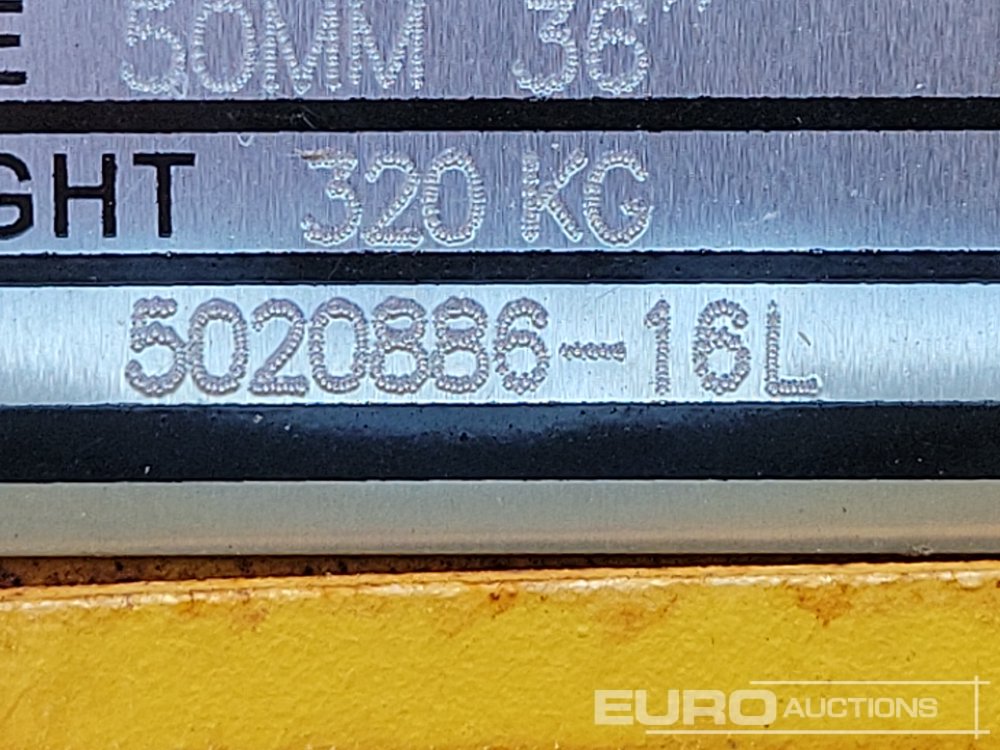 50MM 36"
GHT 320 KG
5020886-16L
EURO AUCTIONS